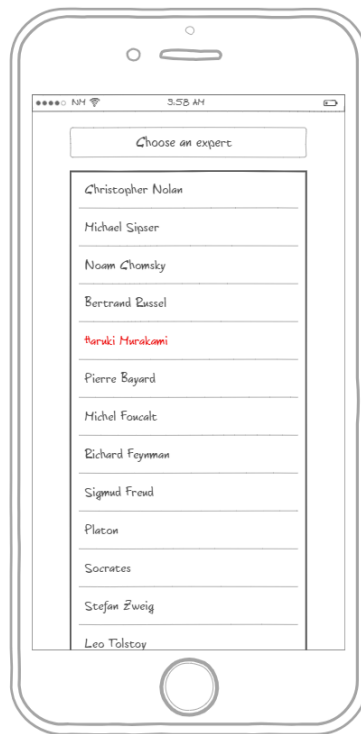 NM 3:58 AM
Choose an expert
Christopher Nolan
Michael Sipser
Noam Chomsky
Bertrand Russel
Haruki Murakami
Pierre Bayard
Michel Foucalt
Richard Feynman
Sigmud Freud
Platon
Socrates
Stefan Zweig
Leo Tolstoy